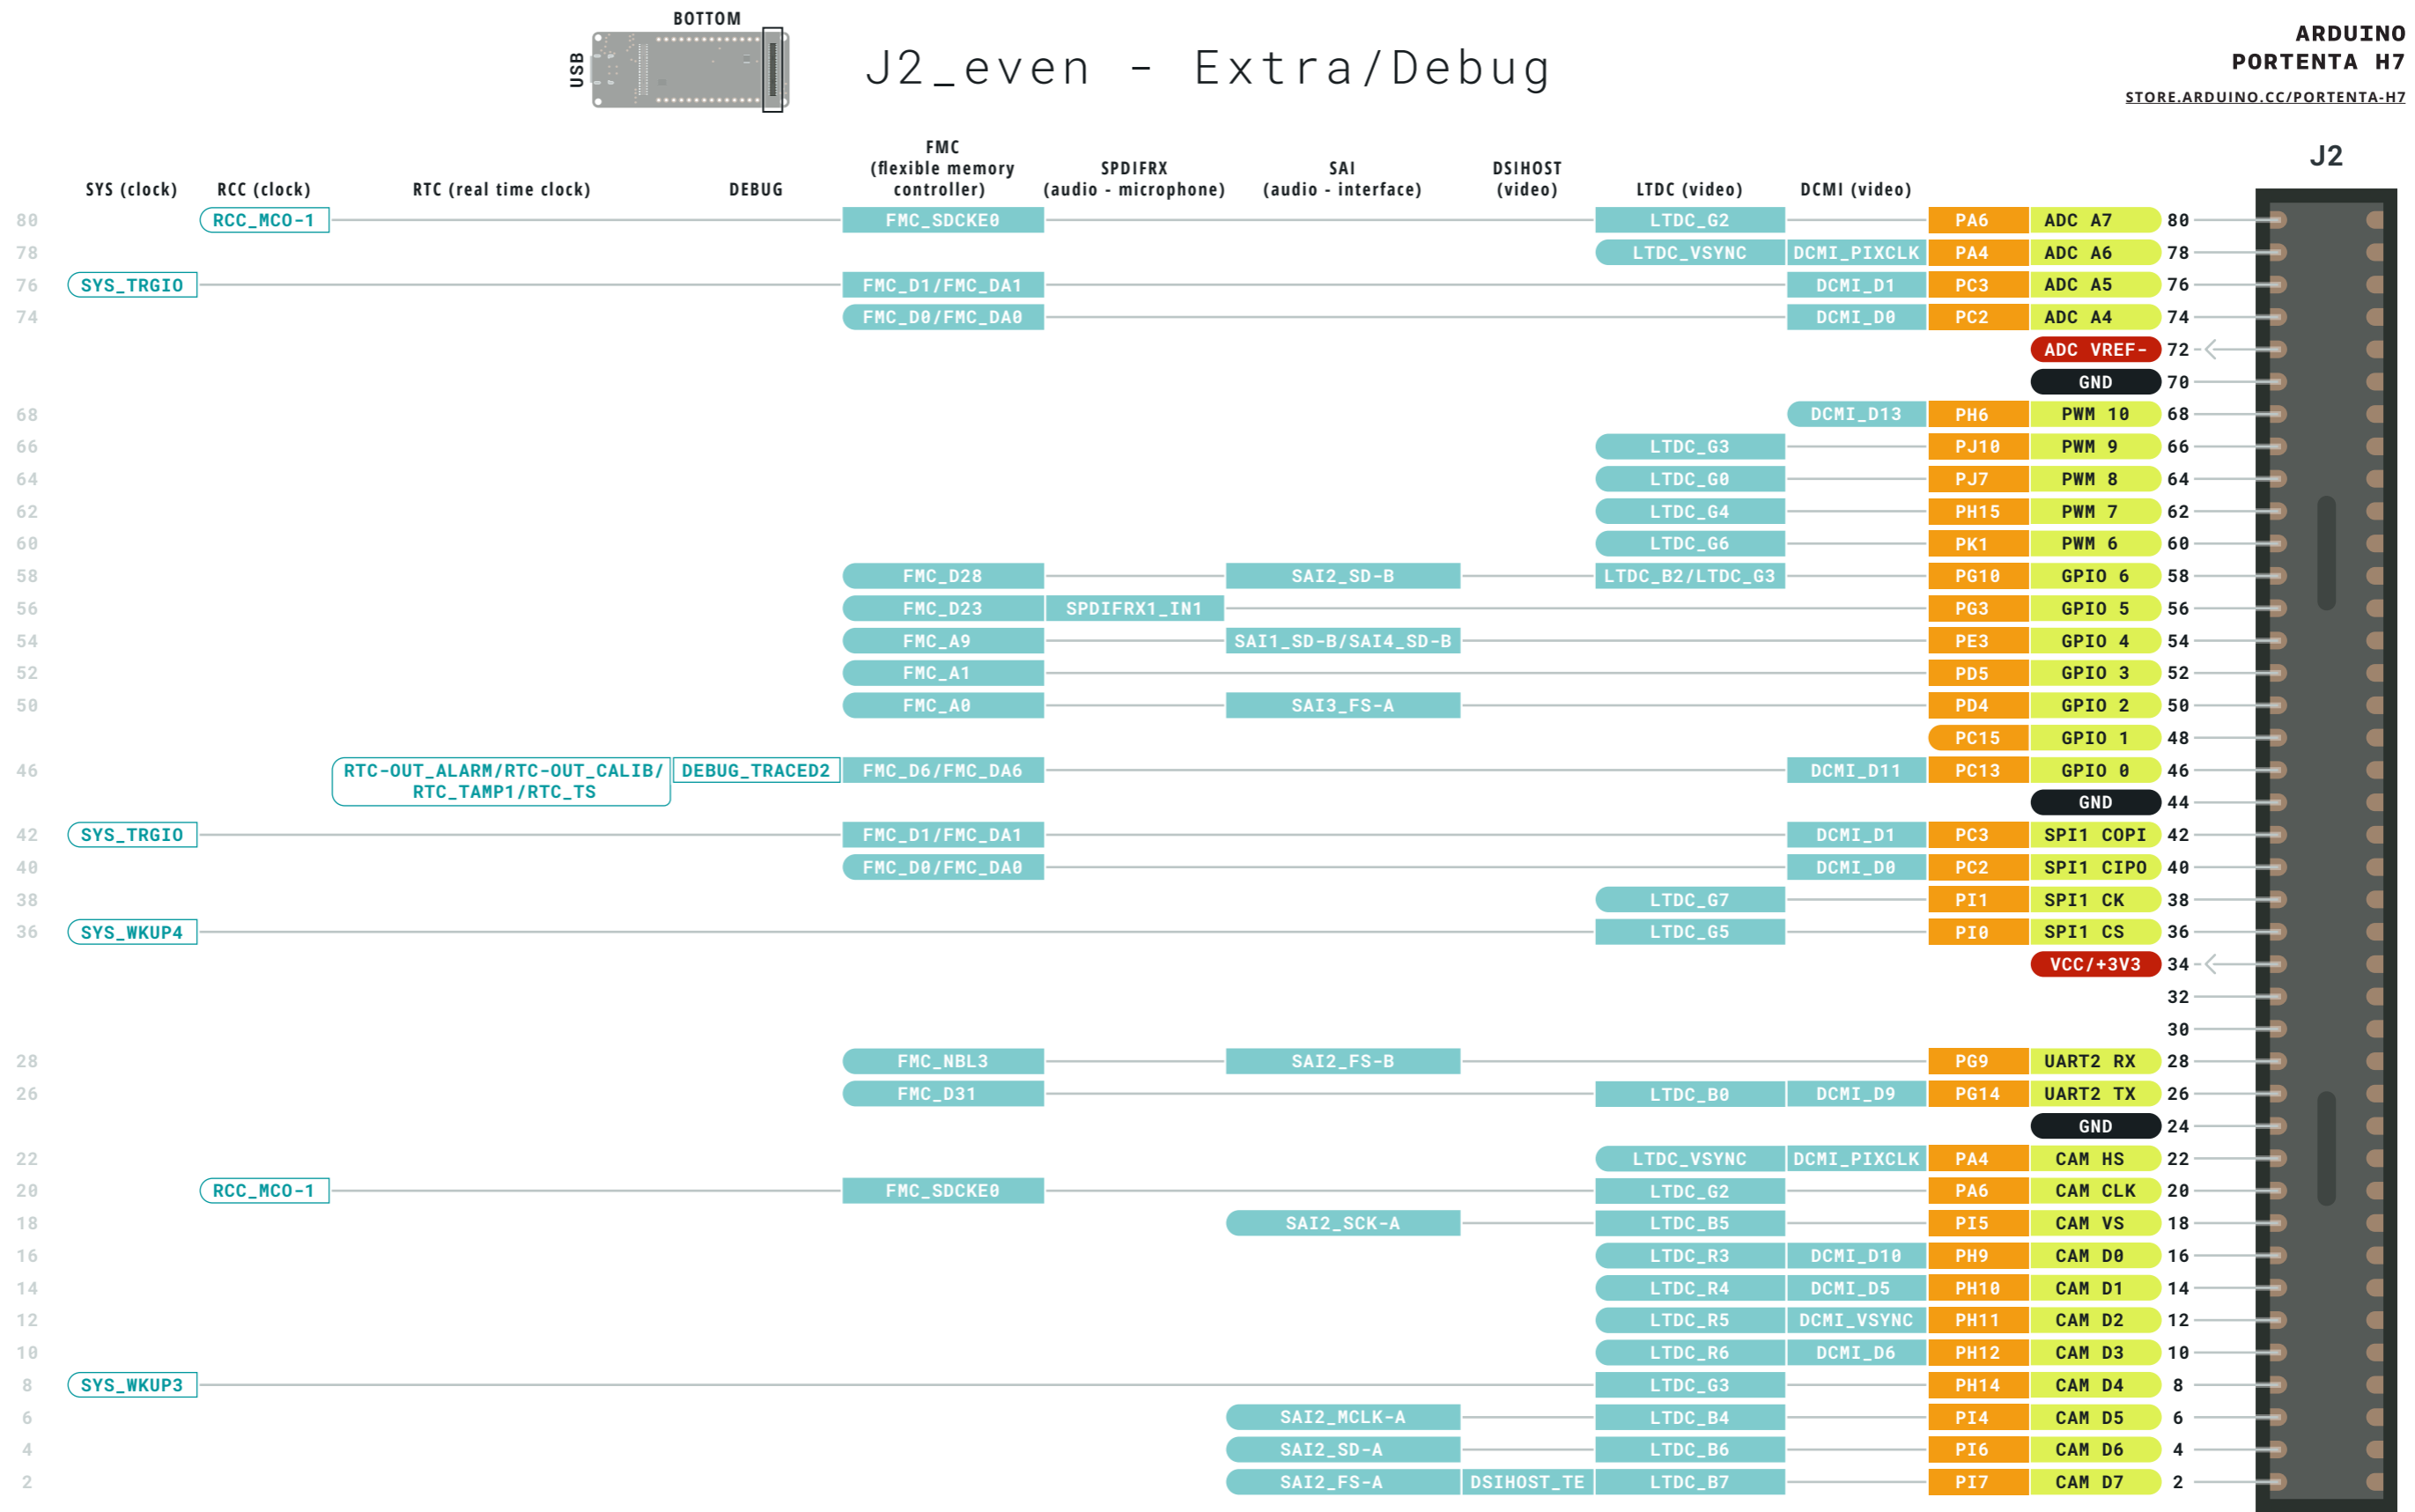 BOTTOM
USB
J2_even - Extra/Debug
ARDUINO
PORTENTA H7
STORE.ARDUINO.CC/PORTENTA-H7
J2
SYS (clock) RCC (clock) RTC (real time clock) DEBUG FMC (flexible memory controller) SPDIFRX (audio - microphone) SAI (audio - interface) DSIHOST (video) LTDC (video) DCMI (video)
80 RCC_MCO-1 FMC_SDCKE0 LTDC_G2 PA6 ADC A7 80
78 LTDC_VSYNC DCMI_PIXCLK PA4 ADC A6 78
76 SYS_TRGIO FMC_D1/FMC_DA1 DCMI_D1 PC3 ADC A5 76
74 FMC_D0/FMC_DA0 DCMI_D0 PC2 ADC A4 74
ADC VREF- 72
GND 70
68 DCMI_D13 PH6 PWM 10 68
66 LTDC_G3 PJ10 PWM 9 66
64 LTDC_G0 PJ7 PWM 8 64
62 LTDC_G4 PH15 PWM 7 62
60 LTDC_G6 PK1 PWM 6 60
58 FMC_D28 SAI2_SD-B LTDC_B2/LTDC_G3 PG10 GPIO 6 58
56 FMC_D23 SPDIFRX1_IN1 PG3 GPIO 5 56
54 FMC_A9 SAI1_SD-B/SAI4_SD-B PE3 GPIO 4 54
52 FMC_A1 PD5 GPIO 3 52
50 FMC_A0 SAI3_FS-A PD4 GPIO 2 50
PC15 GPIO 1 48
46 RTC-OUT_ALARM/RTC-OUT_CALIB/ DEBUG_TRACED2 FMC_D6/FMC_DA6 DCMI_D11 PC13 GPIO 0 46
RTC_TAMP1/RTC_TS
GND 44
42 SYS_TRGIO FMC_D1/FMC_DA1 DCMI_D1 PC3 SPI1 COPI 42
40 FMC_D0/FMC_DA0 DCMI_D0 PC2 SPI1 CIPO 40
38 LTDC_G7 PI1 SPI1 CK 38
36 SYS_WKUP4 LTDC_G5 PI0 SPI1 CS 36
VCC/+3V3 34
32
30
28 FMC_NBL3 SAI2_FS-B PG9 UART2 RX 28
26 FMC_D31 LTDC_B0 DCMI_D9 PG14 UART2 TX 26
GND 24
22 LTDC_VSYNC DCMI_PIXCLK PA4 CAM HS 22
20 RCC_MCO-1 FMC_SDCKE0 LTDC_G2 PA6 CAM CLK 20
18 SAI2_SCK-A LTDC_B5 PI5 CAM VS 18
16 LTDC_R3 DCMI_D10 PH9 CAM D0 16
14 LTDC_R4 DCMI_D5 PH10 CAM D1 14
12 LTDC_R5 DCMI_VSYNC PH11 CAM D2 12
10 LTDC_R6 DCMI_D6 PH12 CAM D3 10
8 SYS_WKUP3 LTDC_G3 PH14 CAM D4 8
6 SAI2_MCLK-A LTDC_B4 PI4 CAM D5 6
4 SAI2_SD-A LTDC_B6 PI6 CAM D6 4
2 SAI2_FS-A DSIHOST_TE LTDC_B7 PI7 CAM D7 2